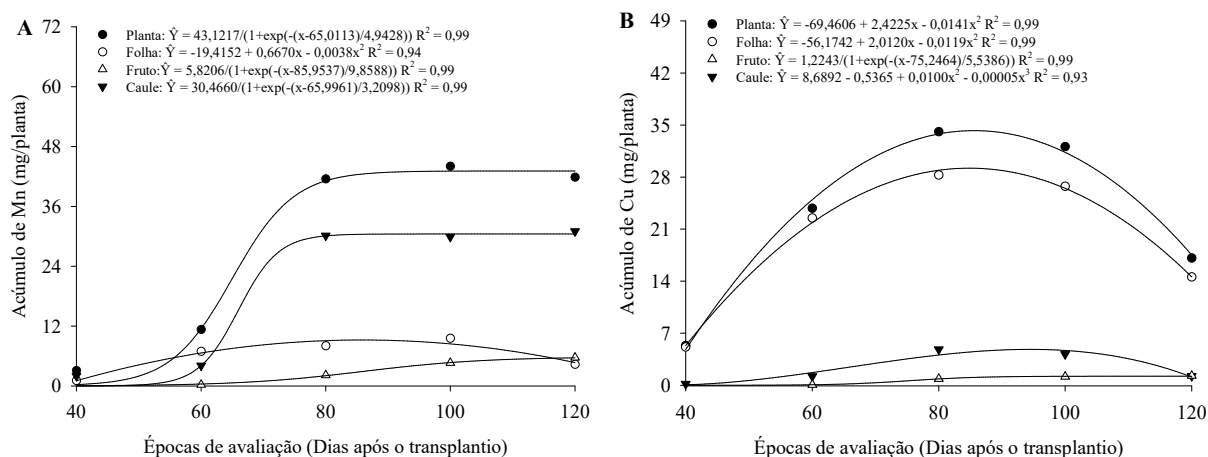 A
Planta: Ŷ = 43,1217/(1+exp(-(x-65,0113)/4,9428)) R² = 0,99
Folha: Ŷ = -19,4152 + 0,6670x - 0,0038x² R² = 0,94
Fruto:Ŷ = 5,8206/(1+exp(-(x-85,9537)/9,8588)) R² = 0,99
Caule: Ŷ = 30,4660/(1+exp(-(x-65,9961)/3,2098)) R² = 0,99
Acúmulo de Mn (mg/planta)
72
60
48
36
24
12
0
40 60 80 100 120
Épocas de avaliação (Dias após o transplantio)
B
Planta: Ŷ = -69,4606 + 2,4225x - 0,0141x² R² = 0,99
Folha: Ŷ = -56,1742 + 2,0120x - 0,0119x² R² = 0,99
Fruto: Ŷ = 1,2243/(1+exp(-(x-75,2464)/5,5386)) R² = 0,99
Caule: Ŷ = 8,6892 - 0,5365 + 0,0100x² - 0,00005x³ R² = 0,93
Acúmulo de Cu (mg/planta)
49
42
35
28
21
14
7
0
40 60 80 100 120
Épocas de avaliação (Dias após o transplantio)